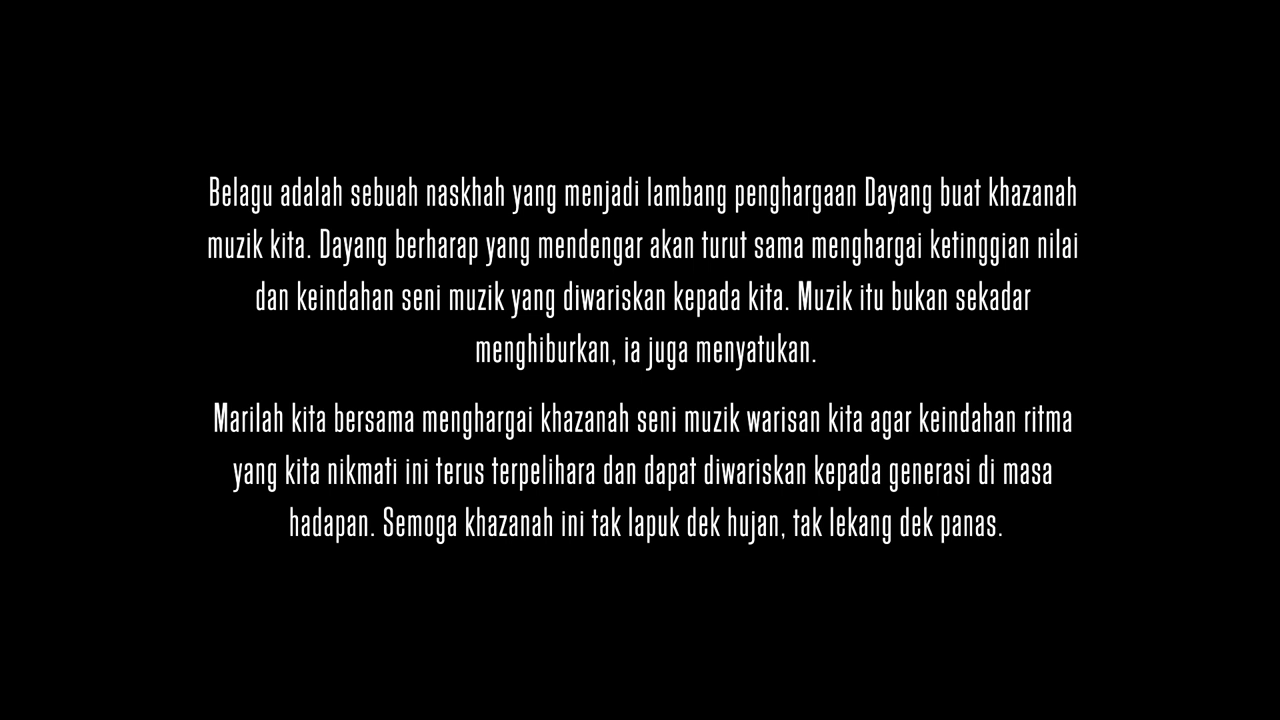 Belagu adalah sebuah naskhah yang menjadi lambang penghargaan Dayang buat khazanah
muzik kita. Dayang berharap yang mendengar akan turut sama menghargai ketinggian nilai
dan keindahan seni muzik yang diwariskan kepada kita. Muzik itu bukan sekadar
menghiburkan, ia juga menyatukan.
Marilah kita bersama menghargai khazanah seni muzik warisan kita agar keindahan ritma
yang kita nikmati ini terus terpelihara dan dapat diwariskan kepada generasi di masa
hadapan. Semoga khazanah ini tak lapuk dek hujan, tak lekang dek panas.